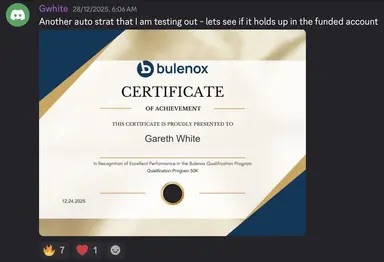 Gwhite 28/12/2025, 6:06 AM
Another auto strat that I am testing out - lets see if it holds up in the funded account
bulenox
CERTIFICATE
OF ACHIEVEMENT
THIS CERTIFICATE IS PROUDLY PRESENTED TO
Gareth White
In Recognition of Excellent Performance in the Bulenox Qualification Program
Qualification Program 50K
12.24.2025
7 1